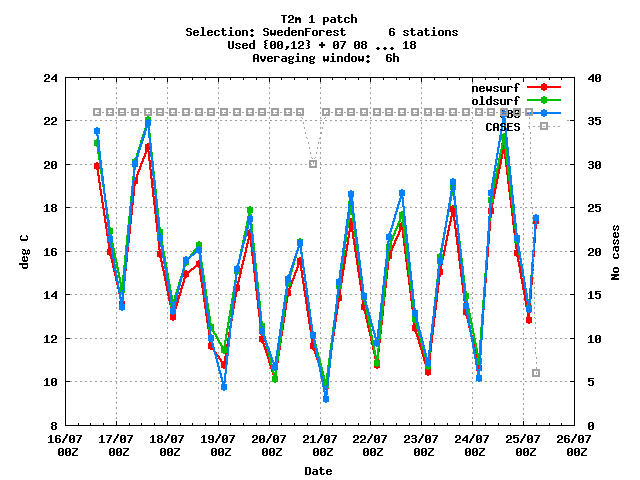 T2m 1 patch
Selection: SwedenForest 6 stations
Used {00,12} + 07 08 ... 18
Averaging window: 6h
newsurf
oldsurf
OBS
CASES
deg C
24
22
20
18
16
14
12
10
8
No cases
40
35
30
25
20
15
10
5
0
16/07 17/07 18/07 19/07 20/07 21/07 22/07 23/07 24/07 25/07 26/07
00Z 00Z 00Z 00Z 00Z 00Z 00Z 00Z 00Z 00Z 00Z
Date